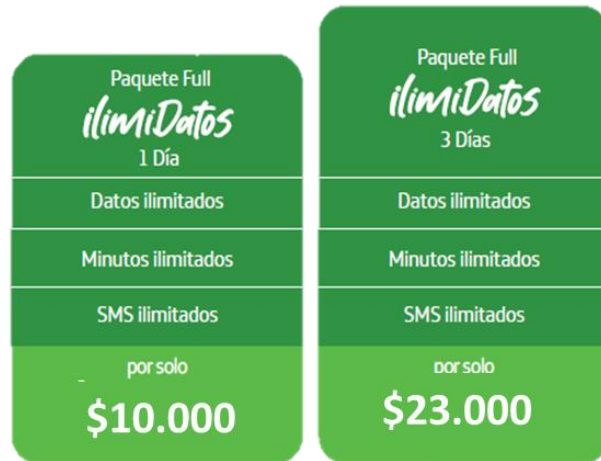 Paquete Full
ilimiDatos
1 Día
Datos ilimitados
Minutos ilimitados
SMS ilimitados
por solo
$10.000
Paquete Full
ilimiDatos
3 Días
Datos ilimitados
Minutos ilimitados
SMS ilimitados
por solo
$23.000